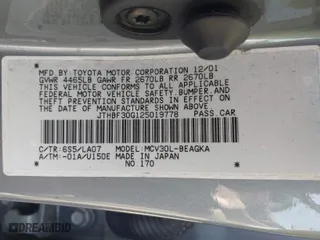 MFD. BY TOYOTA MOTOR CORPORATION 12/01
GVWR 4465LB GAWR FR 2670LB RR 2670LB
THIS VEHICLE CONFORMS TO ALL APPLICABLE
FEDERAL MOTOR VEHICLE SAFETY, BUMPER, AND
THEFT PREVENTION STANDARDS IN EFFECT ON THE
DATE OF MANUFACTURE SHOWN ABOVE.
JTHBF30G125019778 PASS.CAR
C/TR:6S5/LA07 MODEL:MCV30L-BEAGKA
A/TM:-01A/U150E MADE IN JAPAN
NO.170